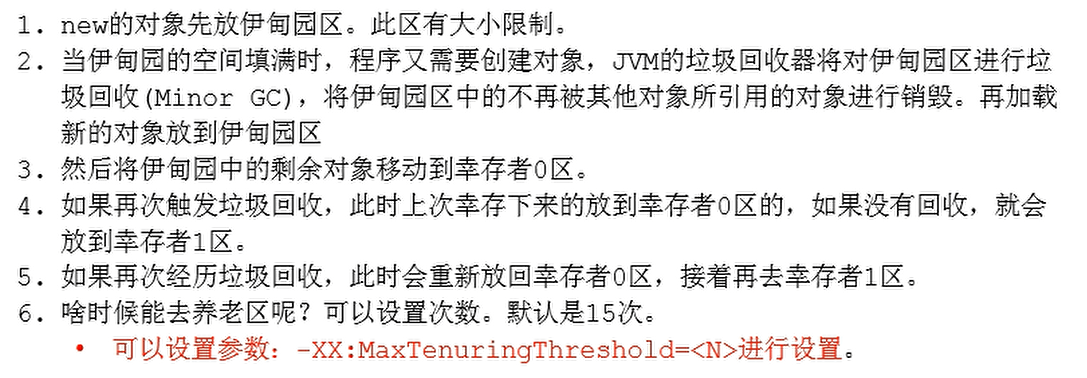 1. new的对象先放伊甸园区。此区有大小限制。
2. 当伊甸园的空间填满时，程序又需要创建对象，JVM的垃圾回收器将对伊甸园区进行垃
圾回收(Minor GC)，将伊甸园区中的不再被其他对象所引用的对象进行销毁。再加载
新的对象放到伊甸园区
3. 然后将伊甸园中的剩余对象移动到幸存者0区。
4. 如果再次触发垃圾回收，此时上次幸存下来的放到幸存者0区的，如果没有回收，就会
放到幸存者1区。
5. 如果再次经历垃圾回收，此时会重新放回幸存者0区，接着再去幸存者1区。
6. 啥时候能去养老区呢？可以设置次数。默认是15次。
• 可以设置参数：-XX:MaxTenuringThreshold=<N>进行设置。